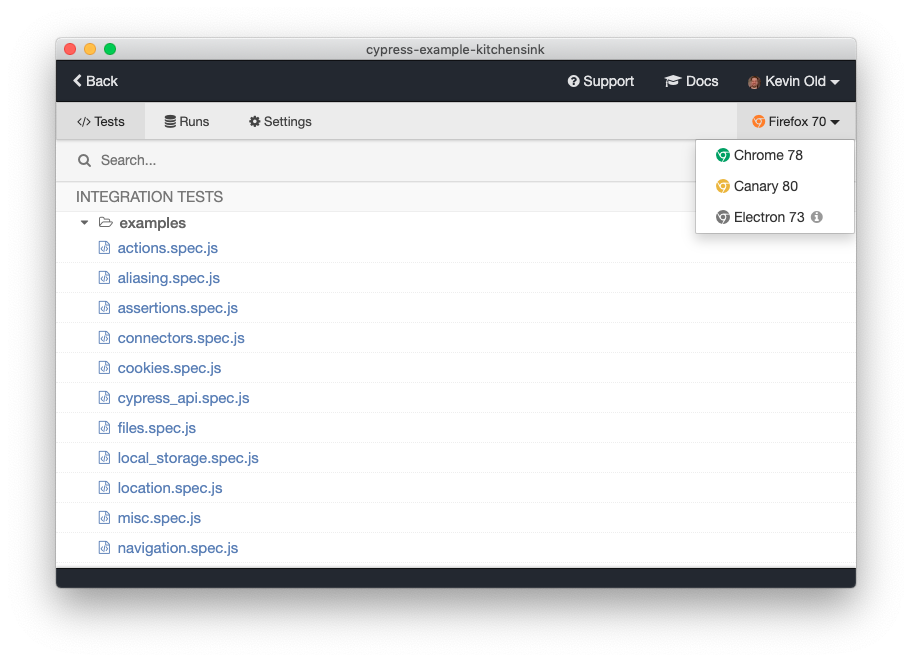 cypress-example-kitchensink
Back Support Docs Kevin Old
Tests Runs Settings Firefox 70
Search...
Chrome 78
Canary 80
Electron 73
INTEGRATION TESTS
examples
actions.spec.js
aliasing.spec.js
assertions.spec.js
connectors.spec.js
cookies.spec.js
cypress_api.spec.js
files.spec.js
local_storage.spec.js
location.spec.js
misc.spec.js
navigation.spec.js